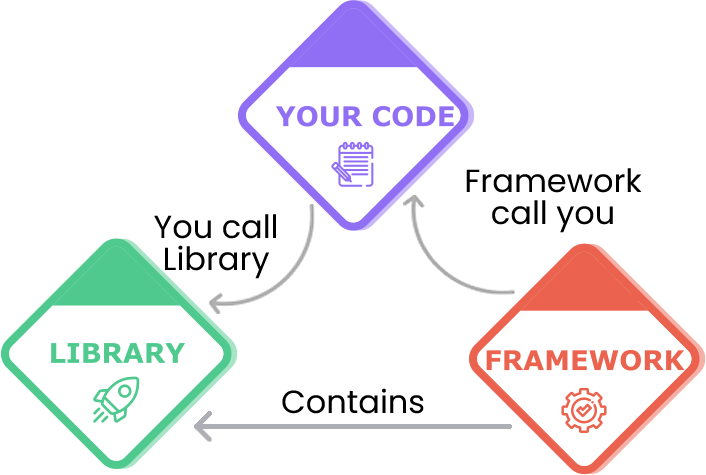 YOUR CODE
Framework
call you
You call
Library
LIBRARY
FRAMEWORK
Contains